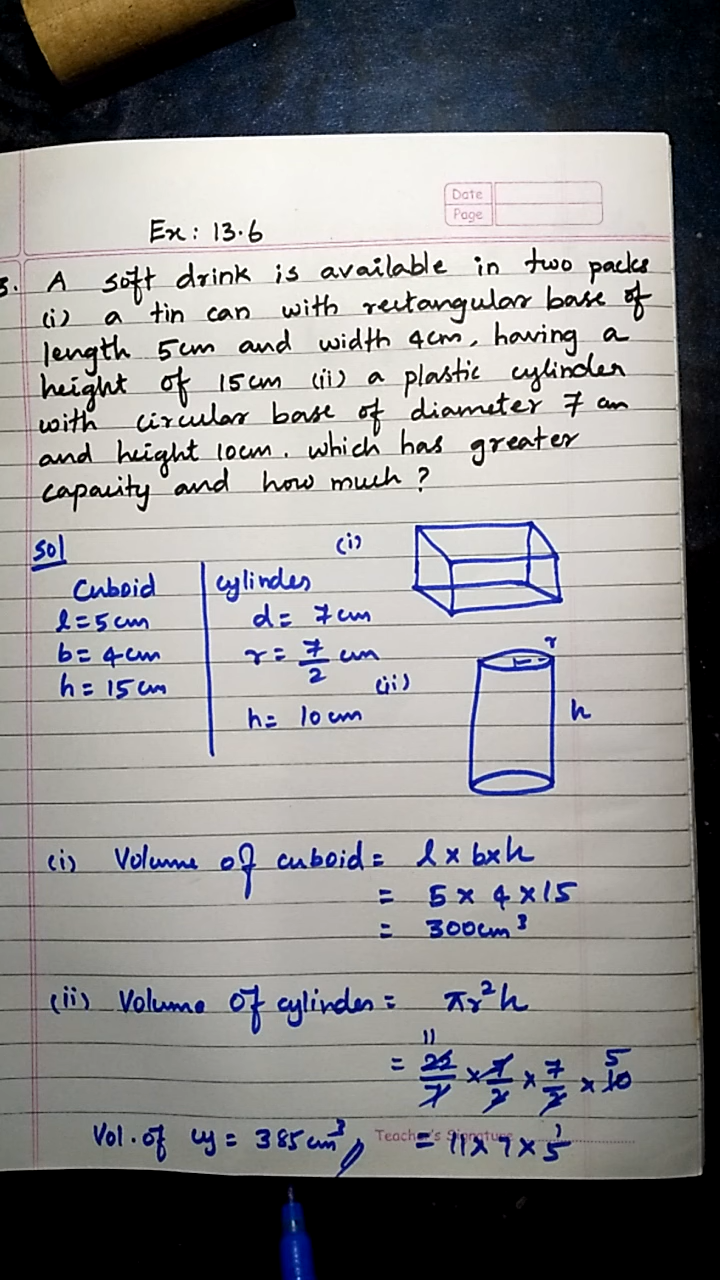 Date
Page
Ex: 13.6
3. A soft drink is available in two packs
(i) a tin can with rectangular base of
length 5cm and width 4cm, having a
height of 15cm (ii) a plastic cylinder
with circular base of diameter 7 cm
and height 10cm. which has greater
capacity and how much?
Sol
(i)
Cuboid
l=5cm
b= 4cm
h= 15cm
cylinder
d= 7cm
r= 7/2 cm
h= 10cm
(ii)
r
h
(i) Volume of cuboid = l x bxh
= 5 x 4 x 15
= 300cm³
(ii) Volume of cylinder = πr²h
11 5
= 22/7 x 7/2 x 7/2 x 10
Vol. of cy = 385cm³ Teacher's Signature = 11x7x5